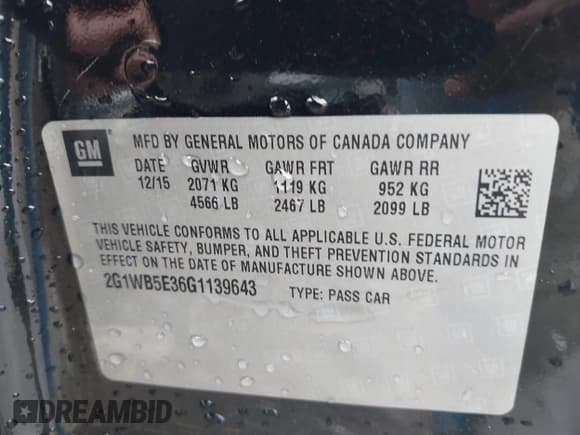 GM
MFD BY GENERAL MOTORS OF CANADA COMPANY
DATE GVWR GAWR FRT GAWR RR
12/15 2071 KG 1119 KG 952 KG
4566 LB 2467 LB 2099 LB
THIS VEHICLE CONFORMS TO ALL APPLICABLE U.S. FEDERAL MOTOR
VEHICLE SAFETY, BUMPER, AND THEFT PREVENTION STANDARDS IN
EFFECT ON THE DATE OF MANUFACTURE SHOWN ABOVE.
2G1WB5E36G1139643 TYPE: PASS CAR
DREAMBID